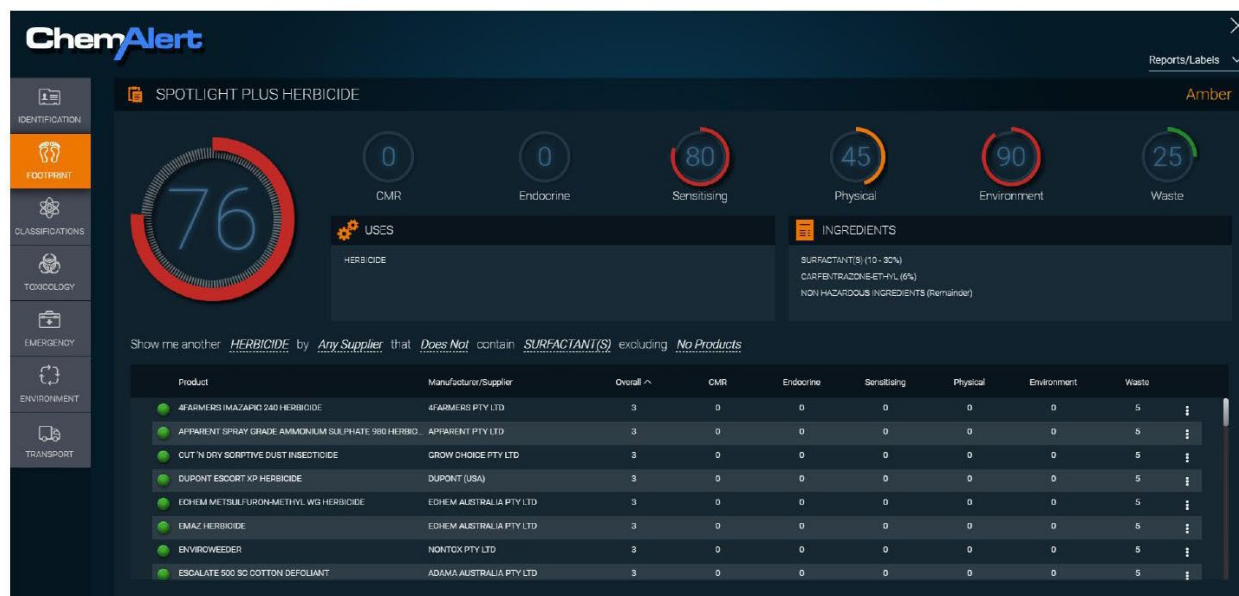 ChemAlert
Reports/Labels
IDENTIFICATION
FOOTPRINT
CLASSIFICATIONS
TOXICOLOGY
EMERGENCY
ENVIRONMENT
TRANSPORT
SPOTLIGHT PLUS HERBICIDE Amber
76
0 0 80 45 90 25
CMR Endocrine Sensitising Physical Environment Waste
USES
HERBICIDE
INGREDIENTS
SURFACTANT(S) (10 - 30%)
CARFENTRAZONE-ETHYL (6%)
NON HAZARDOUS INGREDIENTS (Remainder)
Show me another HERBICIDE by Any Supplier that Does Not contain SURFACTANT(S) excluding No Products
Product Manufacturer/Supplier Overall CMR Endocrine Sensitising Physical Environment Waste
4FARMERS IMAZAPIC 240 HERBICIDE 4FARMERS PTY LTD 3 0 0 0 0 0 5
APPARENT SPRAY GRADE AMMONIUM SULPHATE 980 HERBIC... APPARENT PTY LTD 3 0 0 0 0 0 5
CUT 'N DRY SORPTIVE DUST INSECTICIDE GROW CHOICE PTY LTD 3 0 0 0 0 0 5
DUPONT ESCORT XP HERBICIDE DUPONT (USA) 3 0 0 0 0 0 5
ECHEM METSULFURON-METHYL WG HERBICIDE ECHEM AUSTRALIA PTY LTD 3 0 0 0 0 0 5
EMAZ HERBICIDE ECHEM AUSTRALIA PTY LTD 3 0 0 0 0 0 5
ENVIROWEEDER NONTOX PTY LTD 3 0 0 0 0 0 5
ESCALATE 500 SC COTTON DEFOLIANT ADAMA AUSTRALIA PTY LTD 3 0 0 0 0 0 5